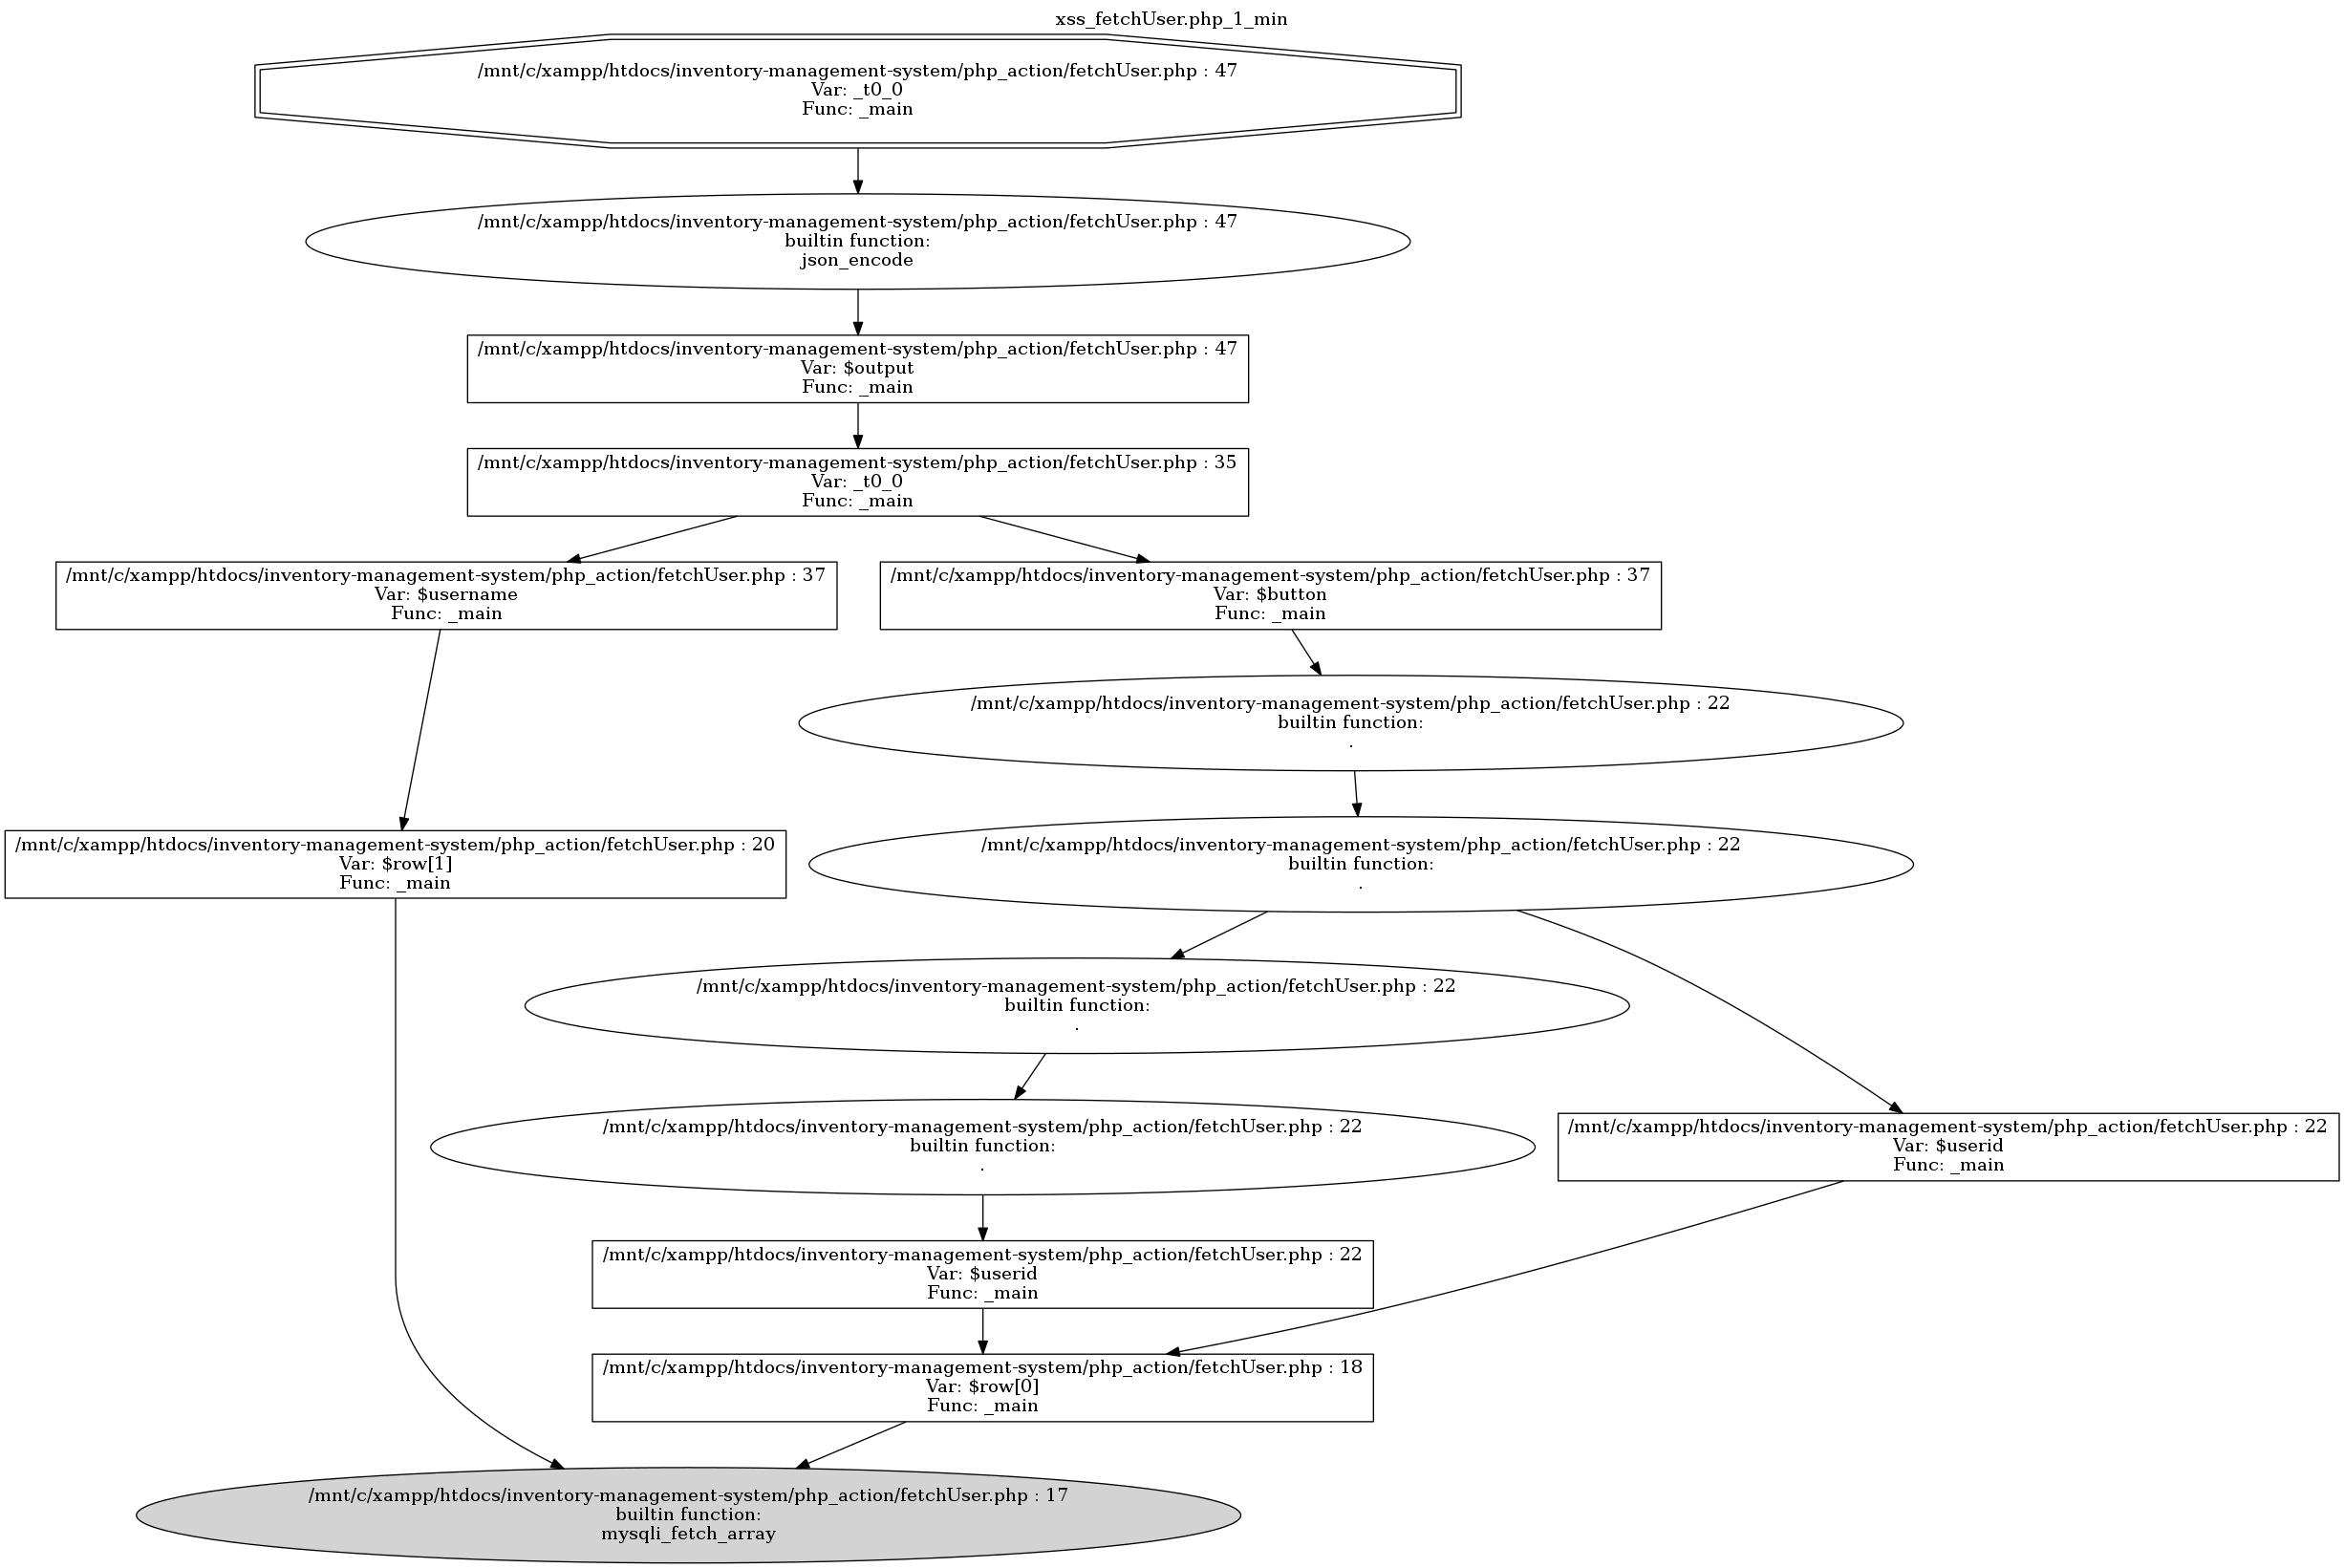 xss_fetchUser.php_1_min
/mnt/c/xampp/htdocs/inventory-management-system/php_action/fetchUser.php : 47
Var: _t0_0
Func: _main
/mnt/c/xampp/htdocs/inventory-management-system/php_action/fetchUser.php : 47
builtin function:
json_encode
/mnt/c/xampp/htdocs/inventory-management-system/php_action/fetchUser.php : 47
Var: $output
Func: _main
/mnt/c/xampp/htdocs/inventory-management-system/php_action/fetchUser.php : 35
Var: _t0_0
Func: _main
/mnt/c/xampp/htdocs/inventory-management-system/php_action/fetchUser.php : 37
Var: $username
Func: _main
/mnt/c/xampp/htdocs/inventory-management-system/php_action/fetchUser.php : 37
Var: $button
Func: _main
/mnt/c/xampp/htdocs/inventory-management-system/php_action/fetchUser.php : 22
builtin function:
.
/mnt/c/xampp/htdocs/inventory-management-system/php_action/fetchUser.php : 20
Var: $row[1]
Func: _main
/mnt/c/xampp/htdocs/inventory-management-system/php_action/fetchUser.php : 22
builtin function:
.
/mnt/c/xampp/htdocs/inventory-management-system/php_action/fetchUser.php : 22
builtin function:
.
/mnt/c/xampp/htdocs/inventory-management-system/php_action/fetchUser.php : 22
builtin function:
.
/mnt/c/xampp/htdocs/inventory-management-system/php_action/fetchUser.php : 22
Var: $userid
Func: _main
/mnt/c/xampp/htdocs/inventory-management-system/php_action/fetchUser.php : 22
Var: $userid
Func: _main
/mnt/c/xampp/htdocs/inventory-management-system/php_action/fetchUser.php : 18
Var: $row[0]
Func: _main
/mnt/c/xampp/htdocs/inventory-management-system/php_action/fetchUser.php : 17
builtin function:
mysqli_fetch_array